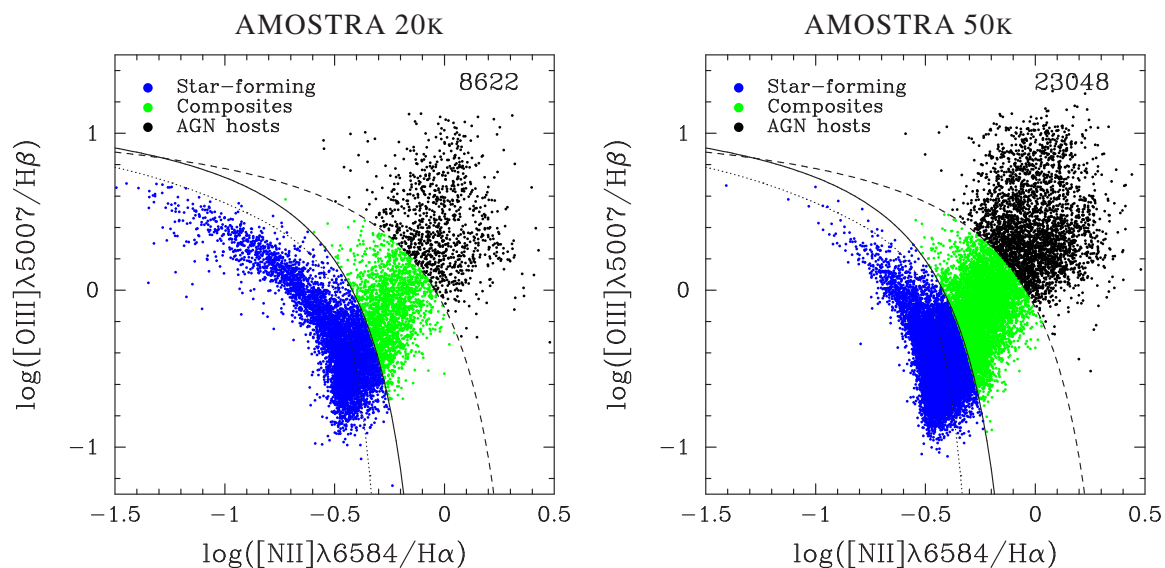 AMOSTRA 20K
8622
Star-forming
Composites
AGN hosts
1
0
−1
log([OIII]λ5007/Hβ)
−1.5 −1 −0.5 0 0.5
log([NII]λ6584/Hα)
AMOSTRA 50K
23048
Star-forming
Composites
AGN hosts
1
0
−1
log([OIII]λ5007/Hβ)
−1.5 −1 −0.5 0 0.5
log([NII]λ6584/Hα)